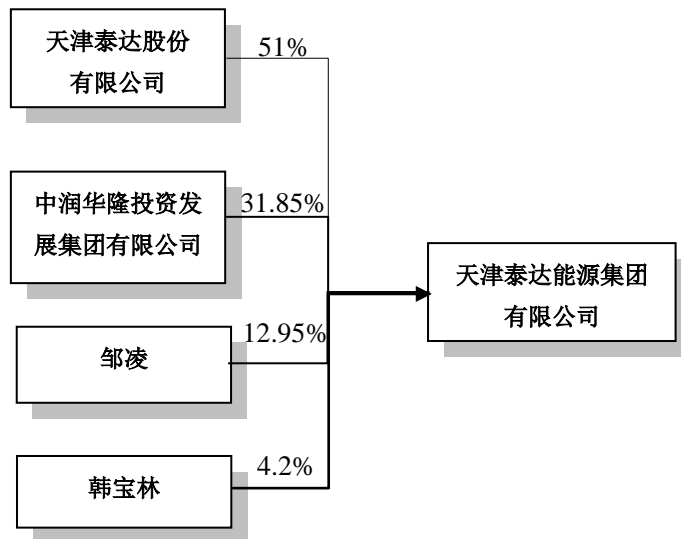 天津泰达股份
有限公司
51%
中润华隆投资发
展集团有限公司
31.85%
天津泰达能源集团
有限公司
邹凌
12.95%
韩宝林
4.2%